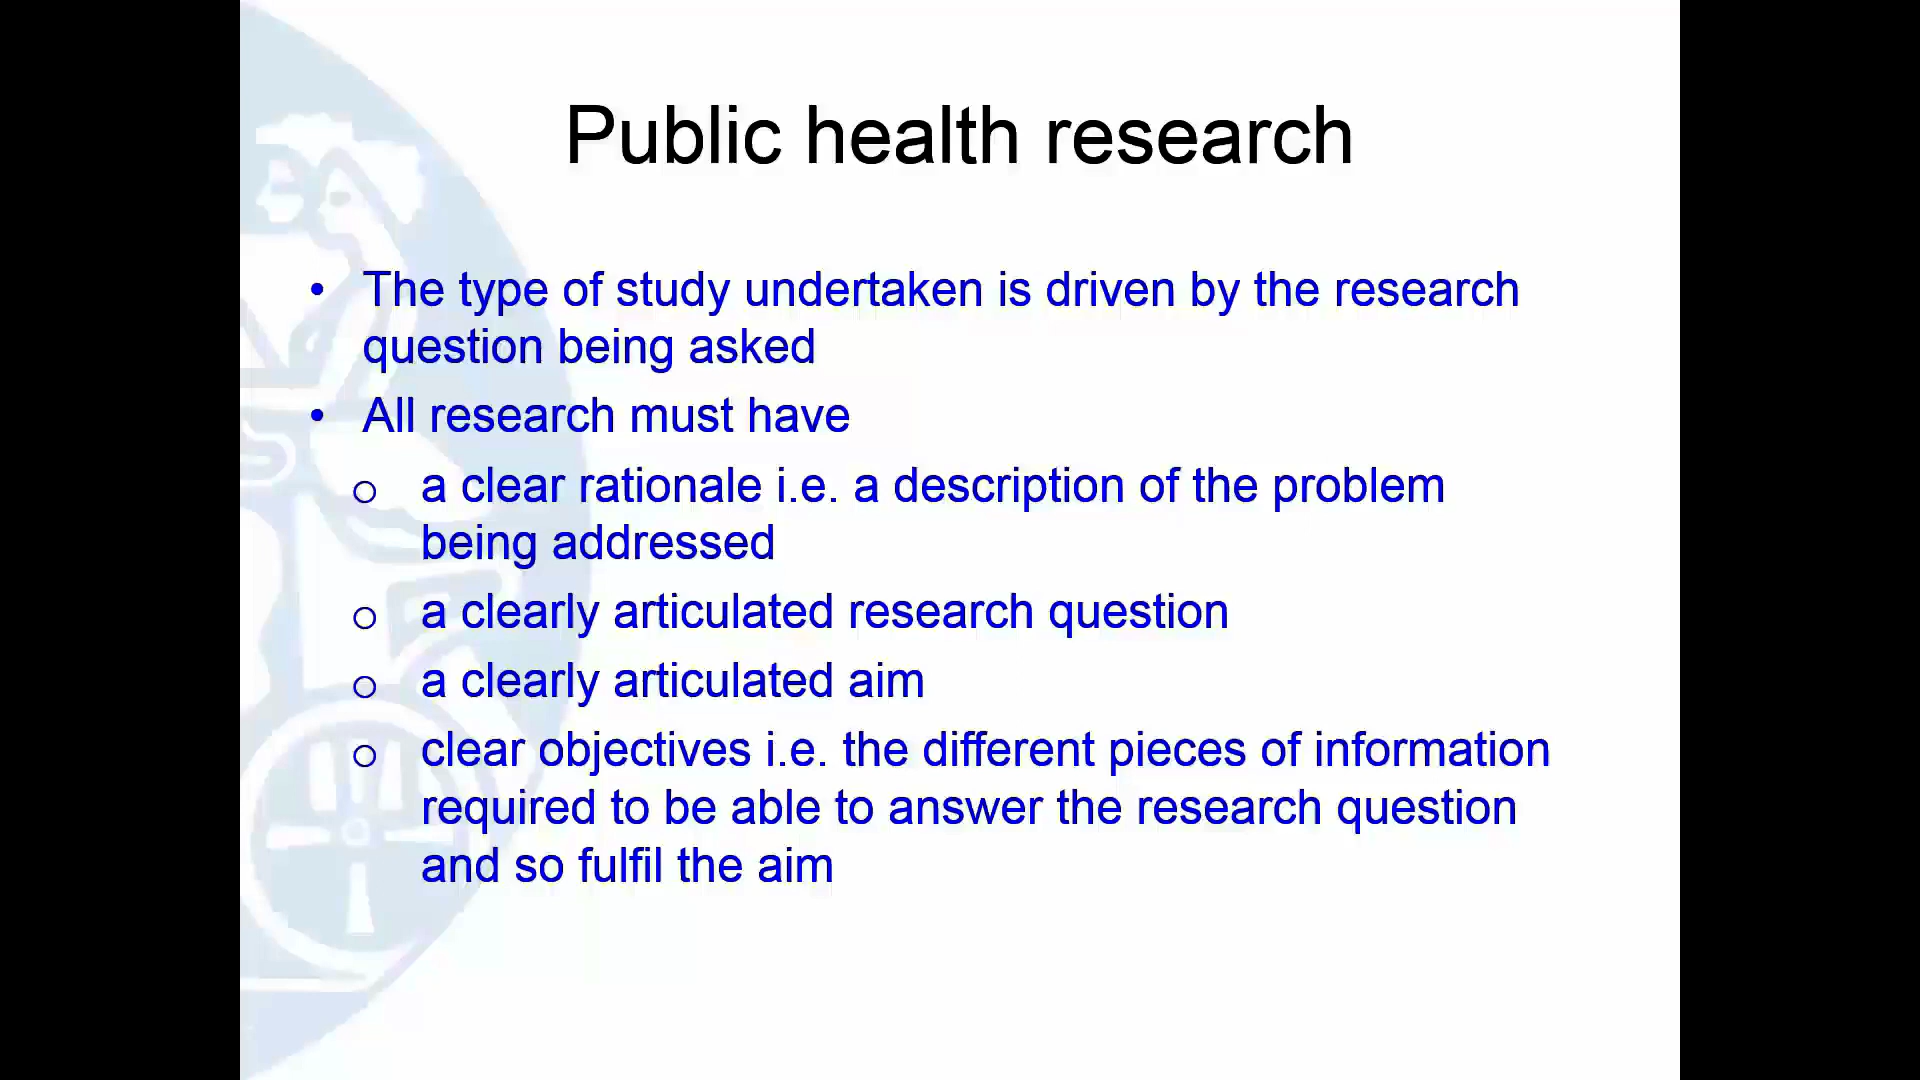 Public health research
• The type of study undertaken is driven by the research
question being asked
• All research must have
o a clear rationale i.e. a description of the problem
being addressed
o a clearly articulated research question
o a clearly articulated aim
o clear objectives i.e. the different pieces of information
required to be able to answer the research question
and so fulfil the aim